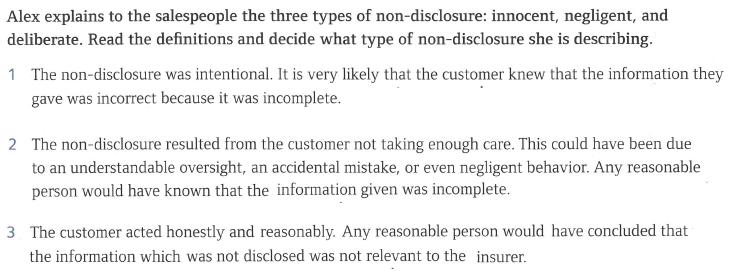 Alex explains to the salespeople the three types of non-disclosure: innocent, negligent, and
deliberate. Read the definitions and decide what type of non-disclosure she is describing.
1 The non-disclosure was intentional. It is very likely that the customer knew that the information they
gave was incorrect because it was incomplete.
2 The non-disclosure resulted from the customer not taking enough care. This could have been due
to an understandable oversight, an accidental mistake, or even negligent behavior. Any reasonable
person would have known that the information given was incomplete.
3 The customer acted honestly and reasonably. Any reasonable person would have concluded that
the information which was not disclosed was not relevant to the insurer.